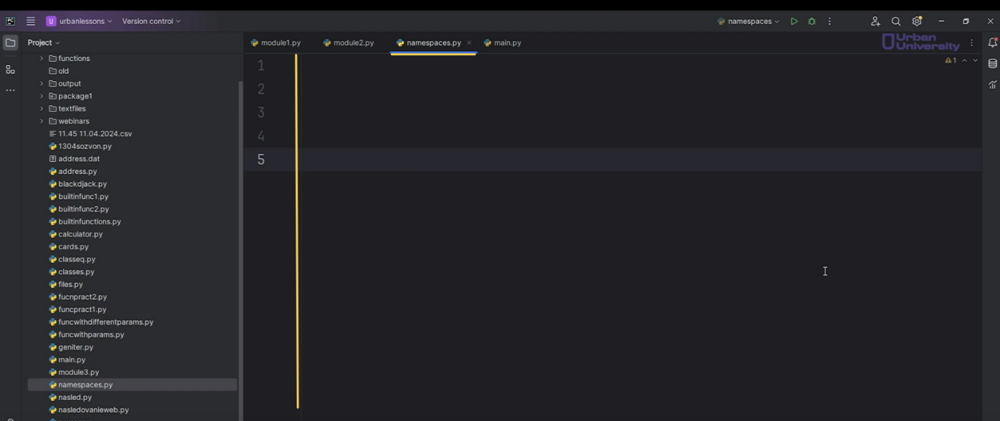 PC
U urbanlessons
Version control
namespaces
Project
module1.py
module2.py
namespaces.py
main.py
Urban
University
1
functions
old
output
package1
textfiles
webinars
11.45 11.04.2024.csv
1304sozvon.py
address.dat
address.py
blackdjack.py
builtinfunc1.py
builtinfunc2.py
builtinfunctions.py
calculator.py
cards.py
classeq.py
classes.py
files.py
fucnpract2.py
funcpract1.py
funcwithdifferentparams.py
funcwithparams.py
geniter.py
main.py
module3.py
namespaces.py
nasled.py
nasledovanieweb.py
1
2
3
4
5